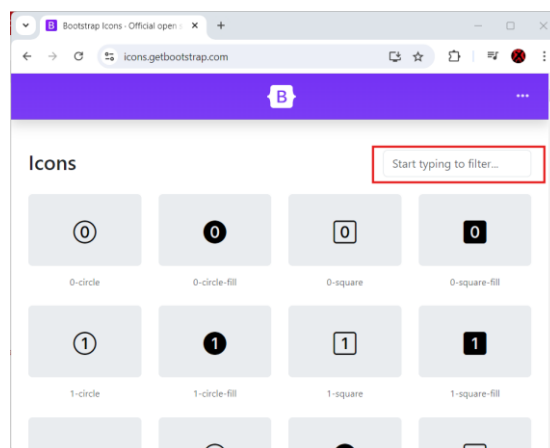 Bootstrap Icons · Official open s
icons.getbootstrap.com
B
Icons
Start typing to filter...
0 0 0 0
0-circle 0-circle-fill 0-square 0-square-fill
1 1 1 1
1-circle 1-circle-fill 1-square 1-square-fill